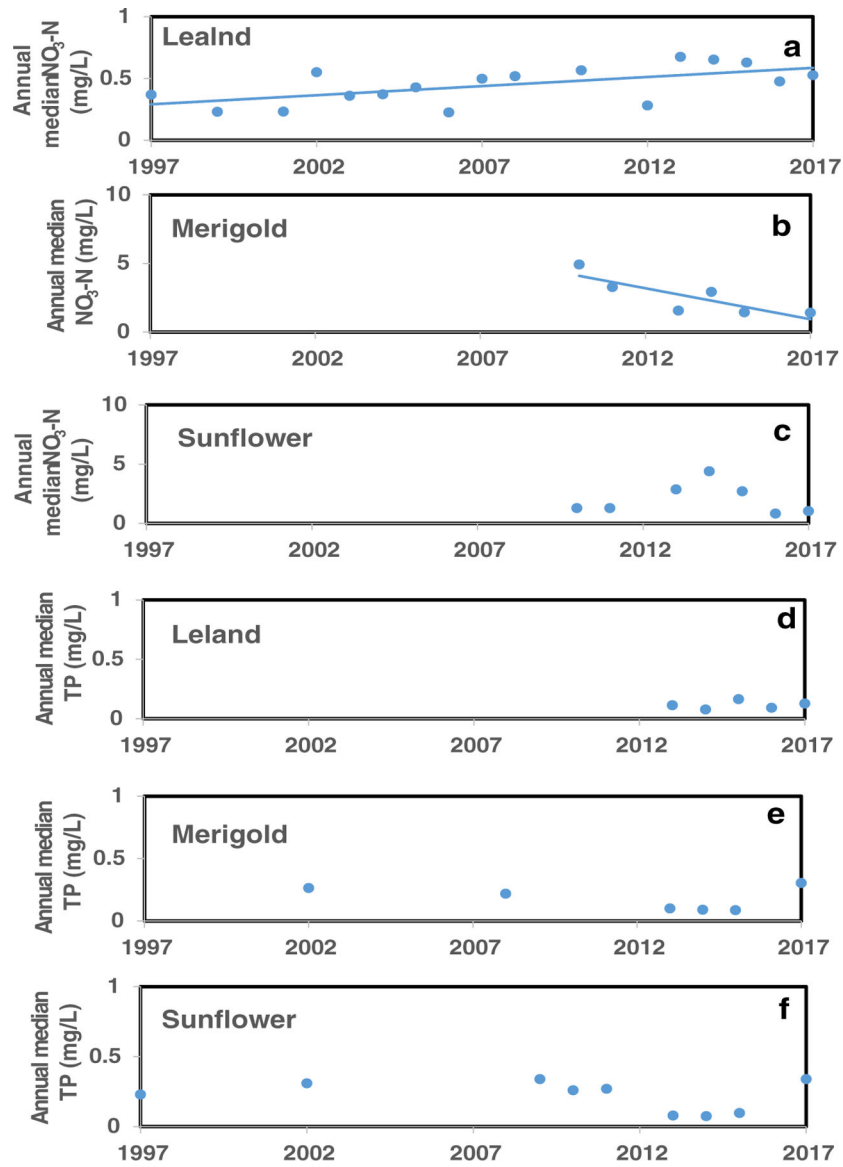 Annual
medianNO₃-N
(mg/L)
1
0.5
0
Lealnd
a
1997
2002
2007
2012
2017
Annual median
NO₃-N (mg/L)
10
5
0
Merigold
b
1997
2002
2007
2012
2017
Annual
medianNO₃-N
(mg/L)
10
5
0
Sunflower
c
1997
2002
2007
2012
2017
Annual median
TP (mg/L)
1
0.5
0
Leland
d
1997
2002
2007
2012
2017
Annual median
TP (mg/L)
1
0.5
0
Merigold
e
1997
2002
2007
2012
2017
Annual median
TP (mg/L)
1
0.5
0
Sunflower
f
1997
2002
2007
2012
2017